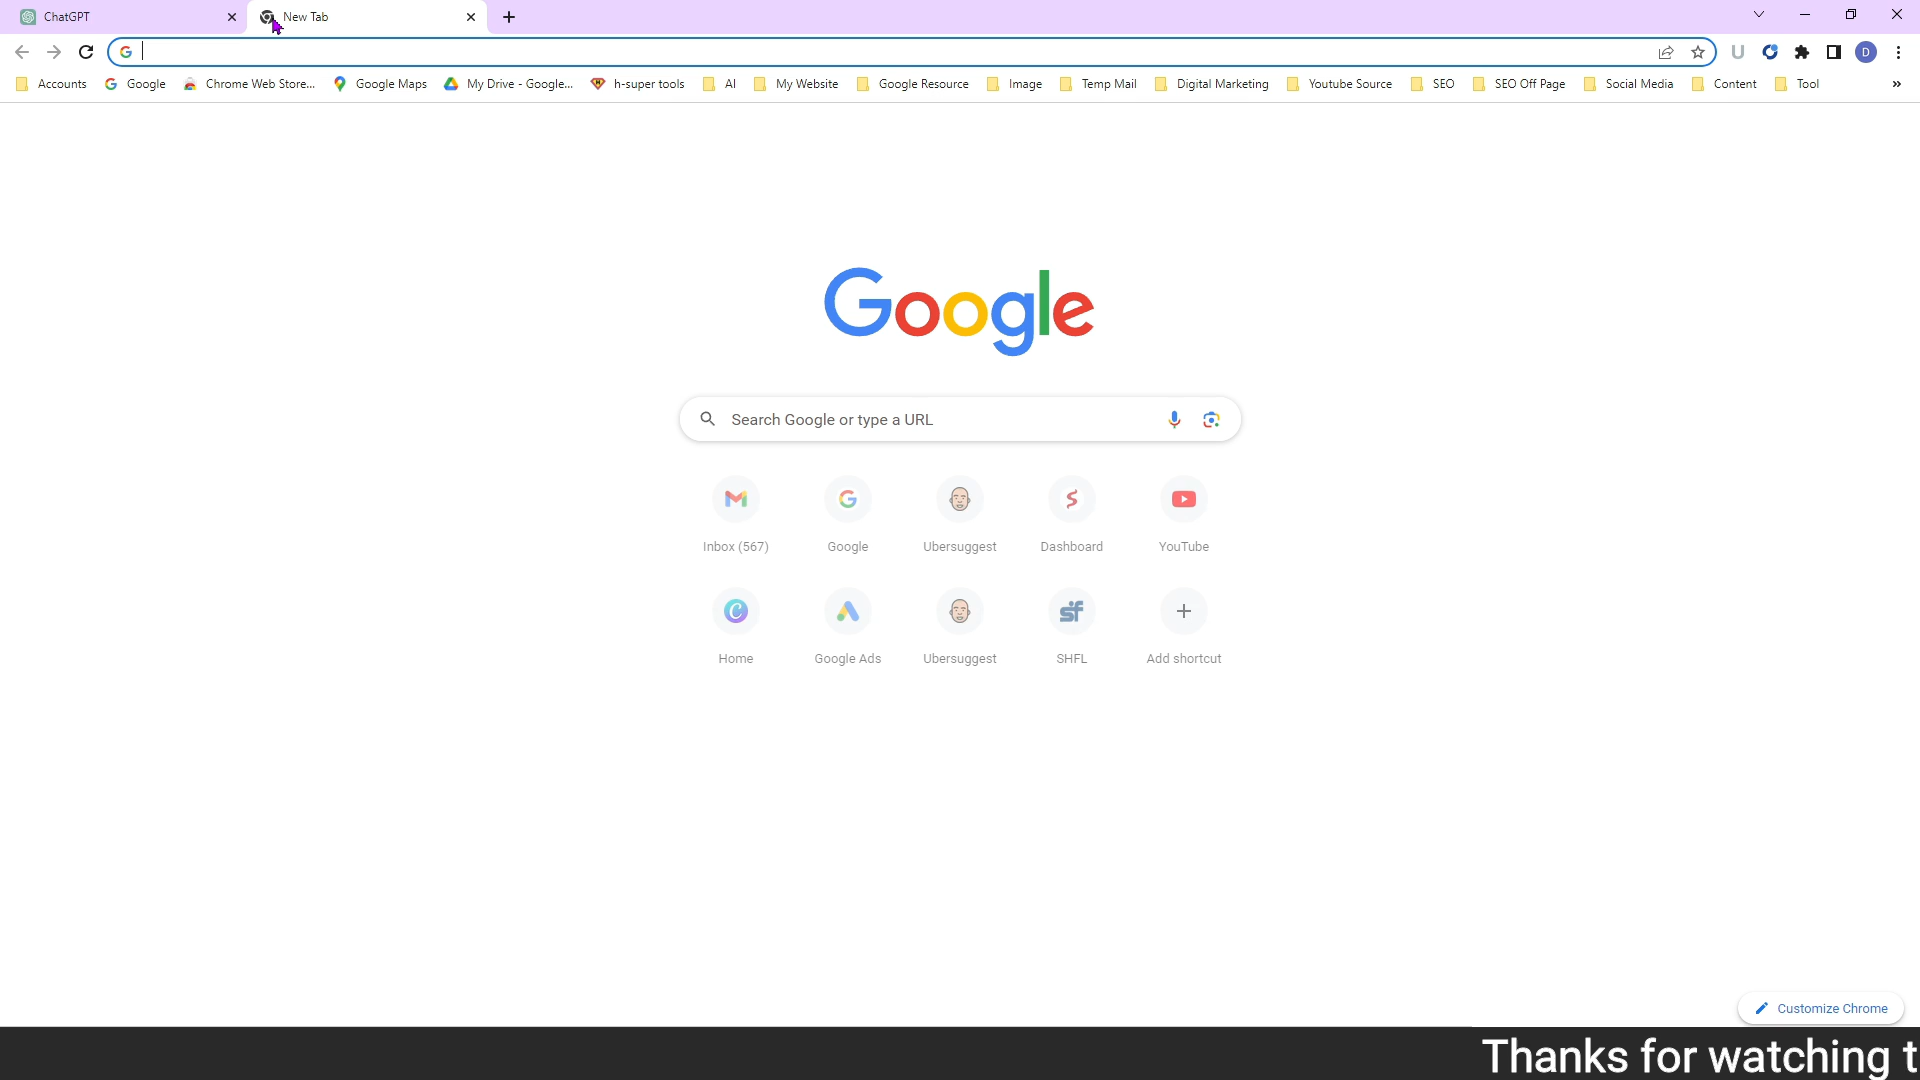 ChatGPT
New Tab
Accounts Google Chrome Web Store... Google Maps My Drive - Google... h-super tools AI My Website Google Resource Image Temp Mail Digital Marketing Youtube Source SEO SEO Off Page Social Media Content Tool »
D
Google
Search Google or type a URL
Inbox (567) Google Ubersuggest Dashboard YouTube
Home Google Ads Ubersuggest SHFL Add shortcut
Customize Chrome
Thanks for watching t